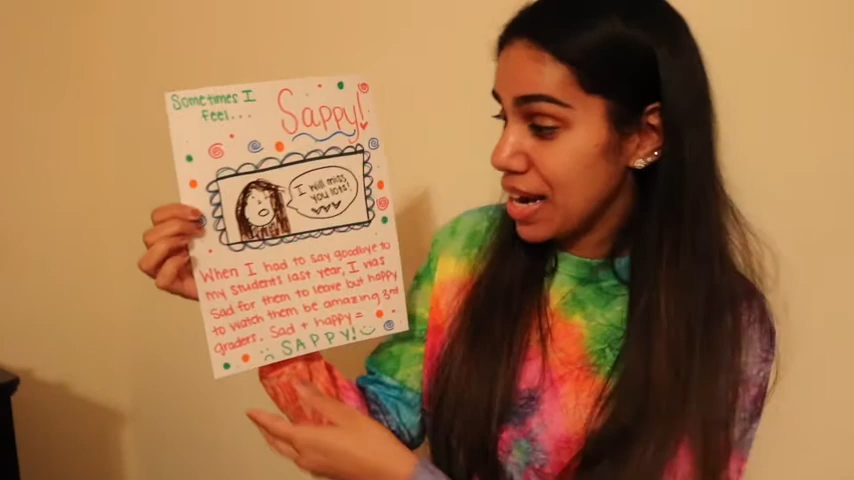 Sometimes I
feel...
Sappy!
I will miss
you lots!
When I had to say goodbye to
my students last year, I was
sad for them to leave but happy
to watch them be amazing 3rd
graders. Sad + happy =
SAPPY!